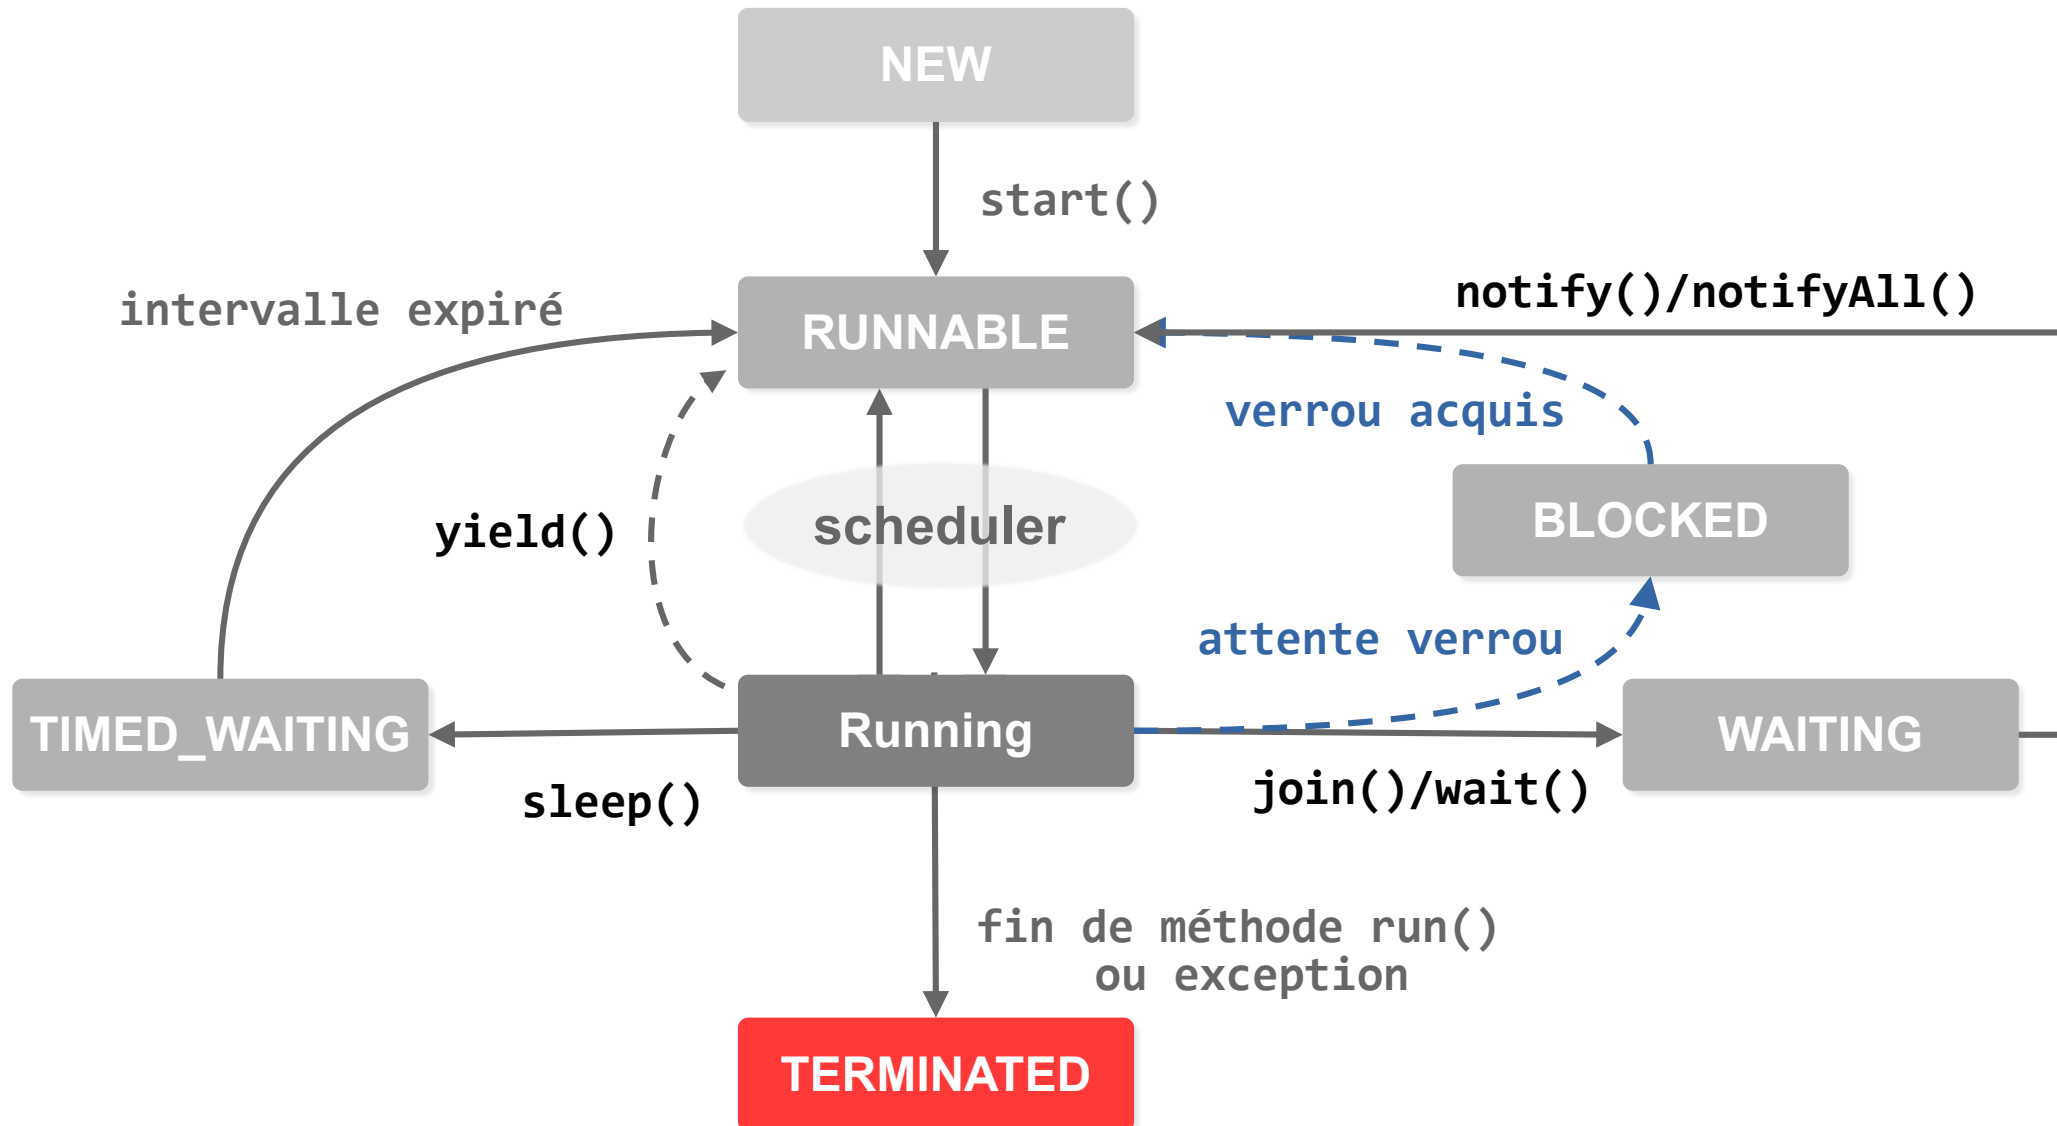 NEW
start()
intervalle expiré
notify()/notifyAll()
RUNNABLE
verrou acquis
yield()
scheduler
BLOCKED
attente verrou
TIMED_WAITING
Running
WAITING
sleep()
join()/wait()
fin de méthode run()
ou exception
TERMINATED